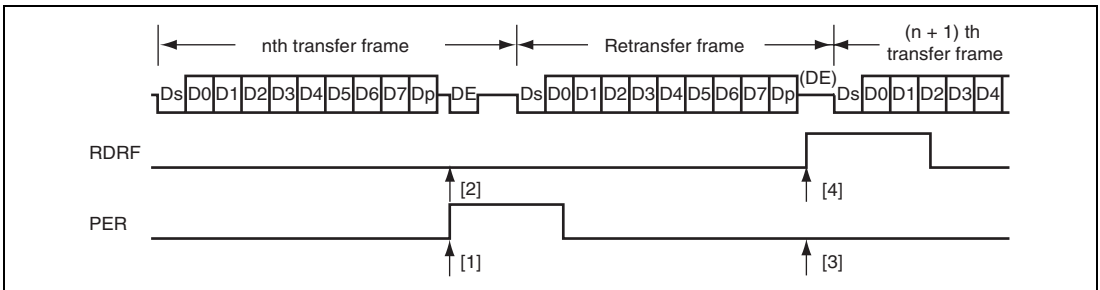 nth transfer frame
Retransfer frame
(n + 1) th
transfer frame
Ds D0 D1 D2 D3 D4 D5 D6 D7 Dp DE Ds D0 D1 D2 D3 D4 D5 D6 D7 Dp (DE) Ds D0 D1 D2 D3 D4
RDRF
[2] [4]
PER
[1] [3]